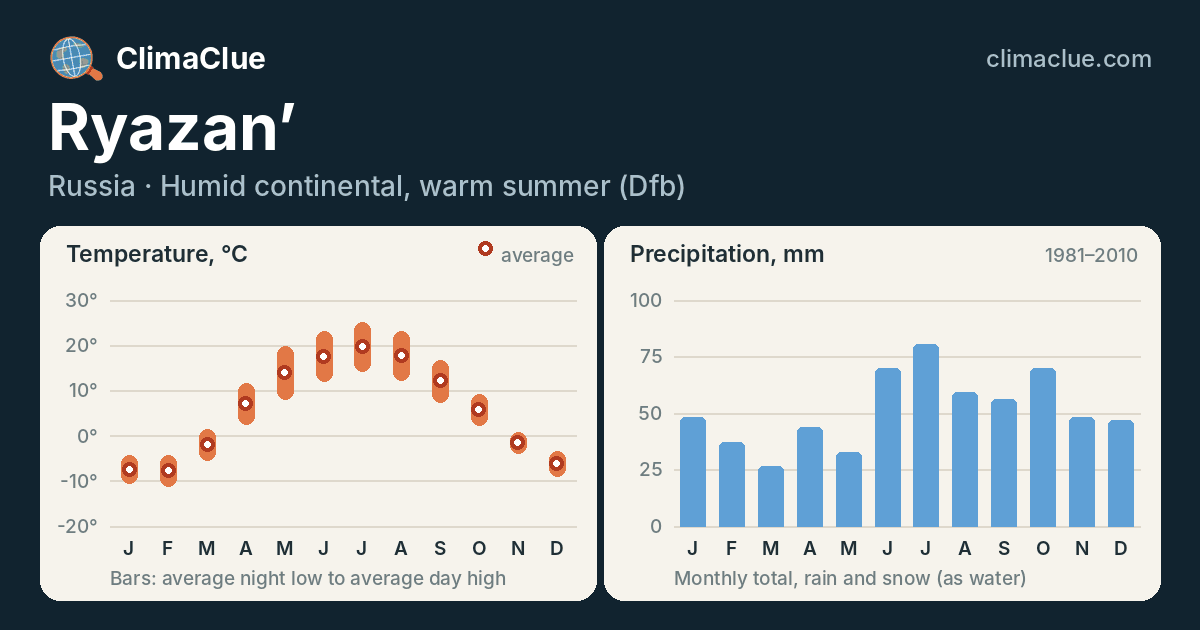 ClimaClue
climaclue.com
Ryazan′
Russia · Humid continental, warm summer (Dfb)
Temperature, °C
average
30°
20°
10°
0°
-10°
-20°
J F M A M J J A S O N D
Bars: average night low to average day high
Precipitation, mm
1981–2010
100
75
50
25
0
J F M A M J J A S O N D
Monthly total, rain and snow (as water)